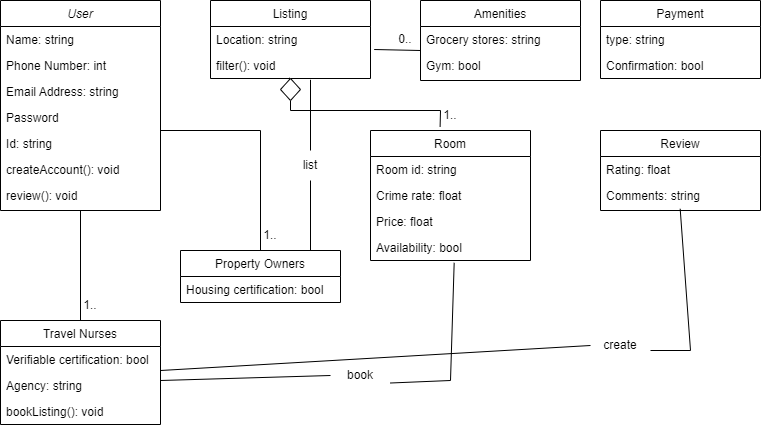 User
Name: string
Phone Number: int
Email Address: string
Password
Id: string
createAccount(): void
review(): void
Listing
Location: string
filter(): void
0..
Amenities
Grocery stores: string
Gym: bool
Payment
type: string
Confirmation: bool
1..
list
Room
Room id: string
Crime rate: float
Price: float
Availability: bool
Review
Rating: float
Comments: string
1..
Property Owners
Housing certification: bool
1..
Travel Nurses
Verifiable certification: bool
Agency: string
bookListing(): void
create
book